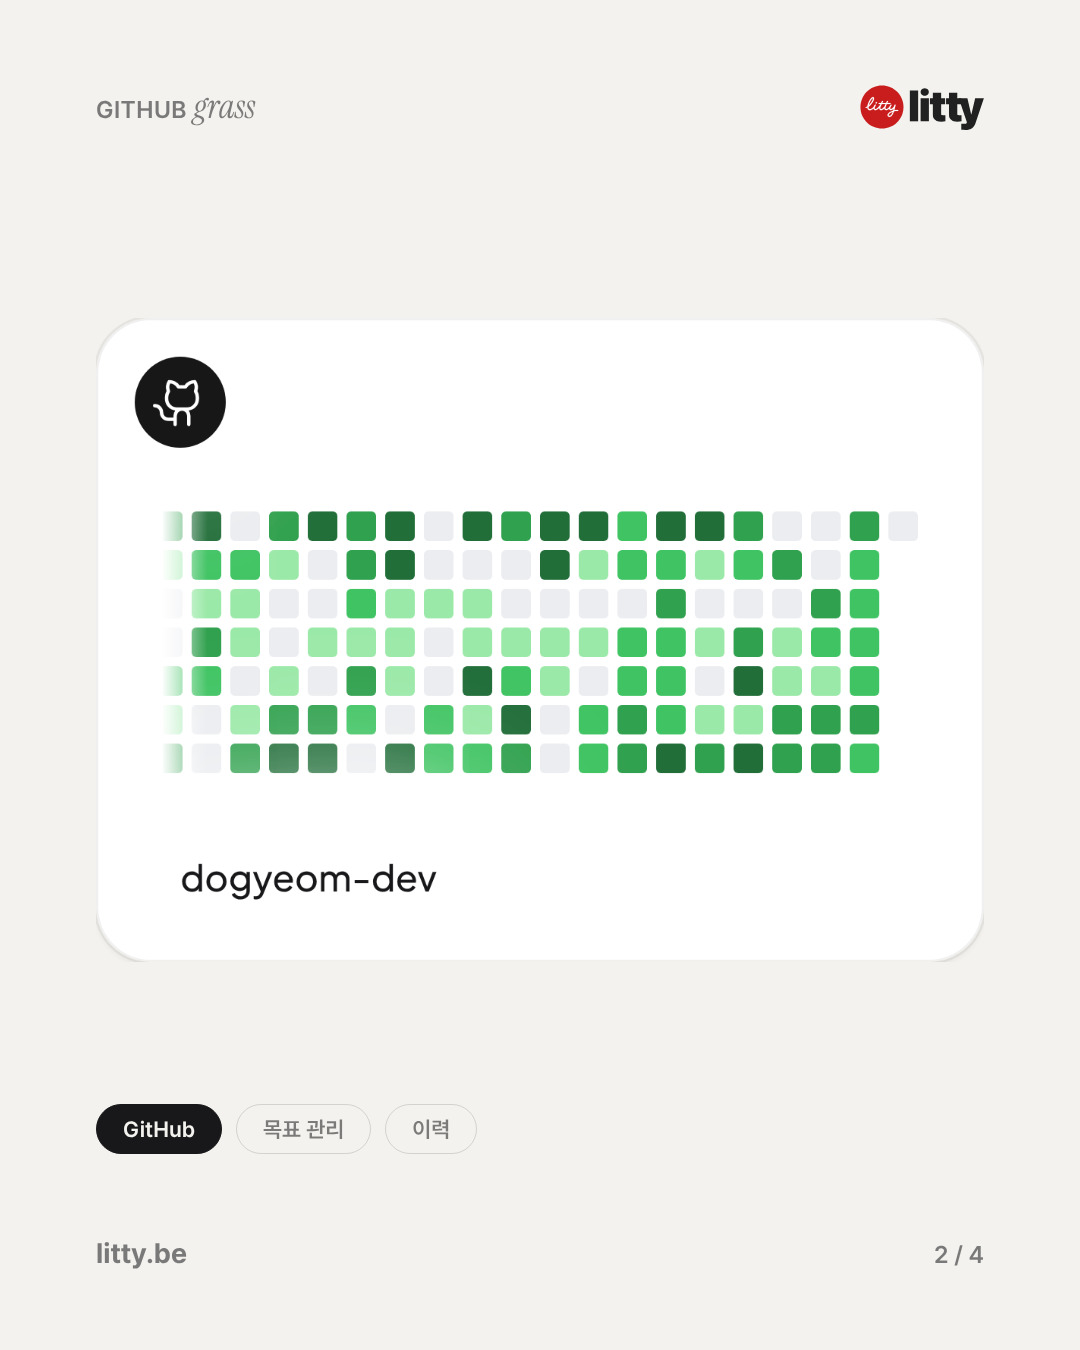 GITHUB grass
litty litty
dogyeom-dev
GitHub 목표 관리 이력
litty.be
2 / 4